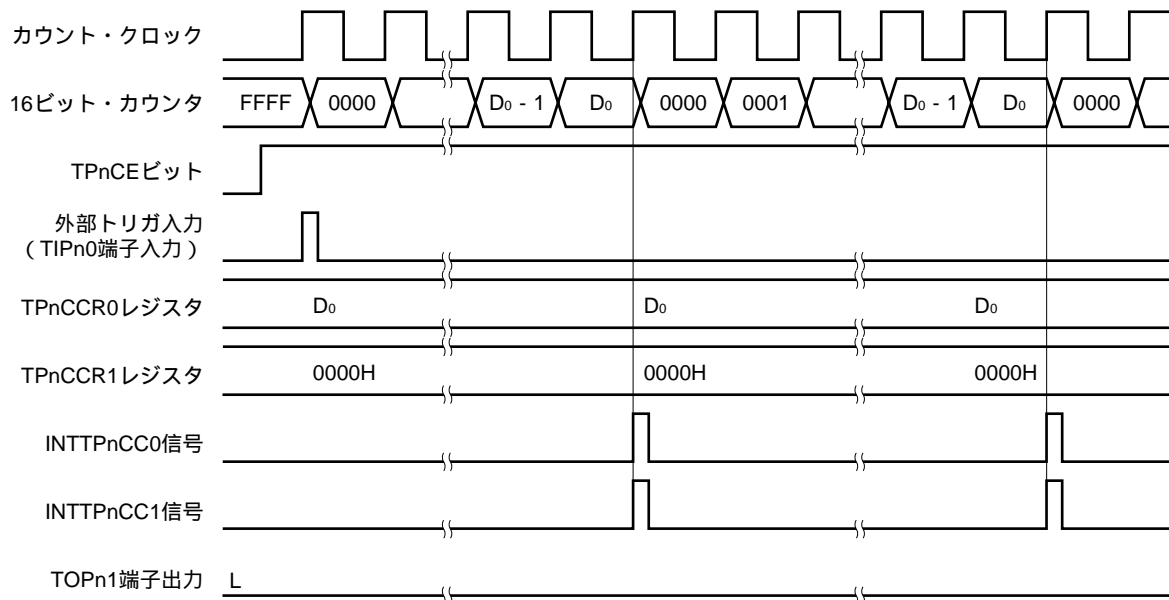 カウント・クロック
16ビット・カウンタ FFFF 0000 D0 - 1 D0 0000 0001 D0 - 1 D0 0000
TPnCEビット
外部トリガ入力
(TIPn0端子入力)
TPnCCR0レジスタ D0 D0 D0
TPnCCR1レジスタ 0000H 0000H 0000H
INTTPnCC0信号
INTTPnCC1信号
TOPn1端子出力 L